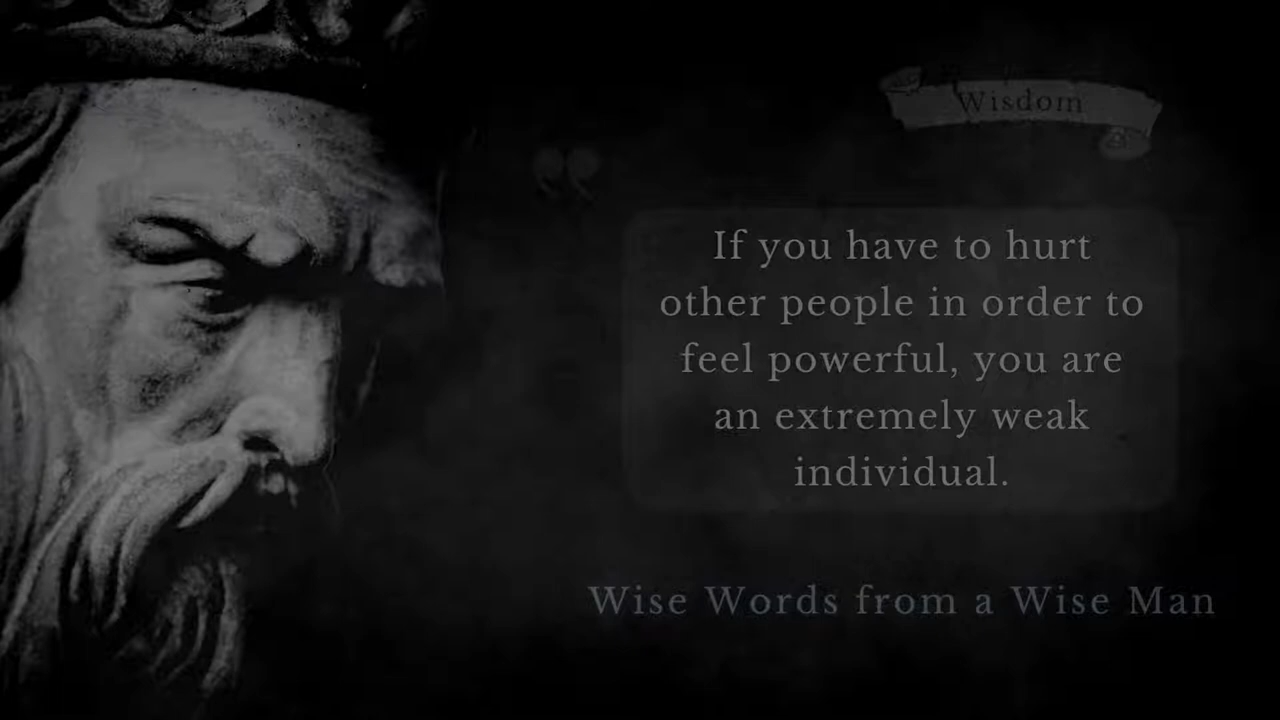 Wisdom
If you have to hurt
other people in order to
feel powerful, you are
an extremely weak
individual.
Wise Words from a Wise Man